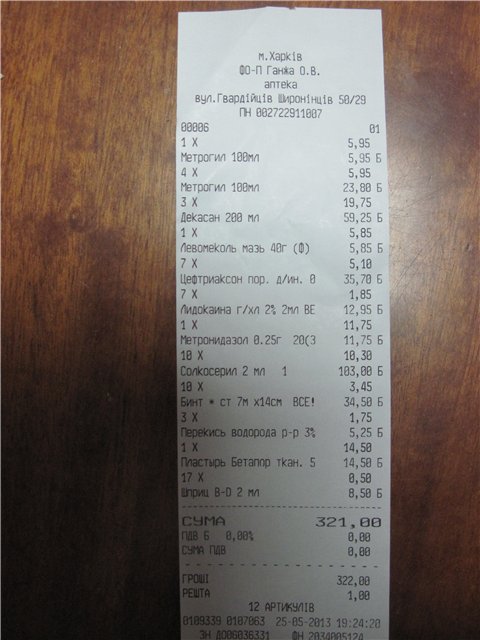 м.Харків
ФО-П Ганжа О.В.
аптека
вул.Гвардійців Широнінців 50/29
ПН 002722911007
00006 01
1 X 5,95
Метрогил 100мл 5,95 Б
4 X 5,95
Метрогил 100мл 23,80 Б
3 X 19,75
Декасан 200 мл 59,25 Б
1 X 5,85
Левомеколь мазь 40г (Ф) 5,85 Б
7 X 5,10
Цефтриаксон пор. д/ин. 0 35,70 Б
7 X 1,85
Лидокаина г/хл 2% 2мл ВЕ 12,95 Б
1 X 11,75
Метронидазол 0.25г 20(3 11,75 Б
10 X 10,30
Солкосерил 2 мл 1 103,00 Б
10 X 3,45
Бинт * ст 7м х14см ВСЕ! 34,50 Б
3 X 1,75
Перекись водорода р-р 3% 5,25 Б
1 X 14,50
Пластырь Бетапор ткан. 5 14,50 Б
17 X 0,50
Шприц B-D 2 мл 8,50 Б
СУМА 321,00
ПДВ Б 0,00% 0,00
СУМА ПДВ 0,00
ГРОШІ 322,00
РЕШТА 1,00
12 АРТИКУЛІВ
0109339 0107063 25-05-2013 19:24:20
ЗН ДО06036331 ФН 2034005124